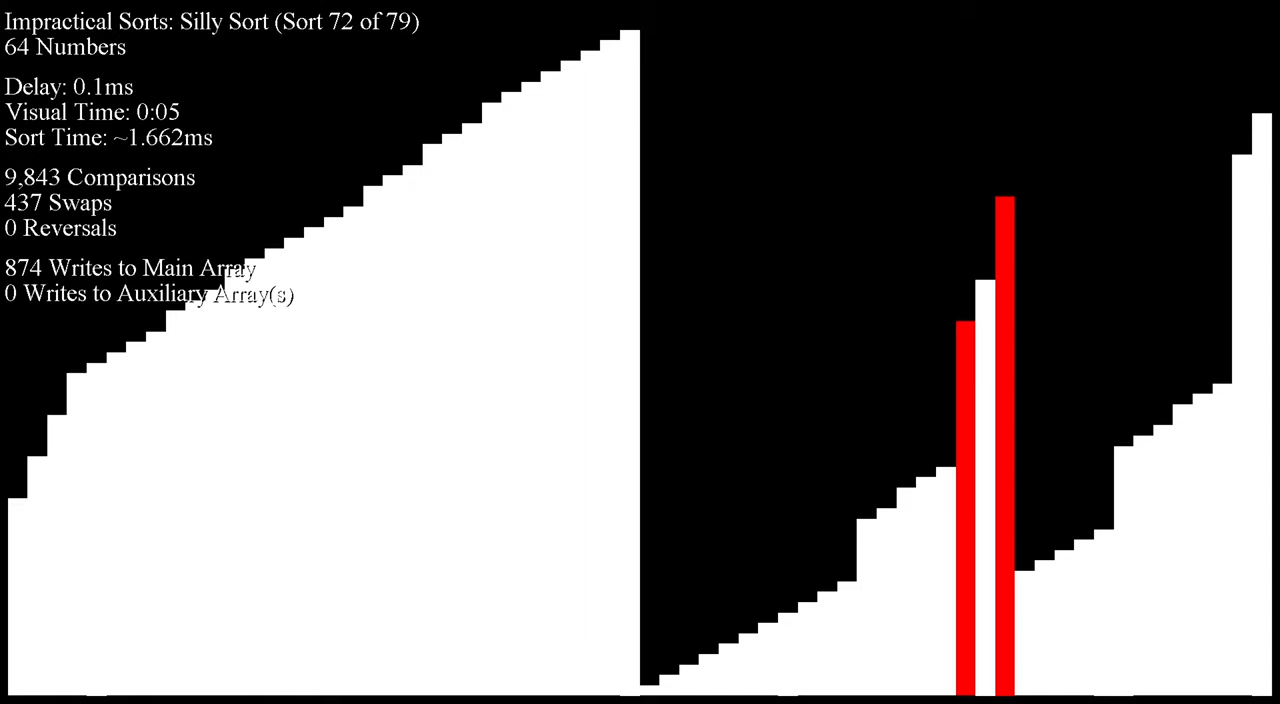 Impractical Sorts: Silly Sort (Sort 72 of 79)
64 Numbers
Delay: 0.1ms
Visual Time: 0:05
Sort Time: ~1.662ms
9,843 Comparisons
437 Swaps
0 Reversals
874 Writes to Main Array
0 Writes to Auxiliary Array(s)